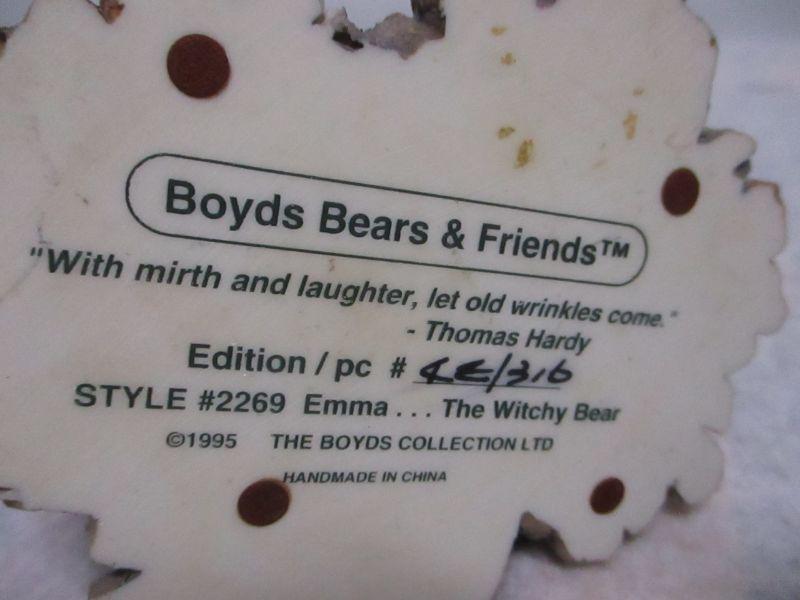 Boyds Bears & Friends™
"With mirth and laughter, let old wrinkles come."
- Thomas Hardy
Edition / pc # 4E/316
STYLE #2269 Emma . . . The Witchy Bear
©1995 THE BOYDS COLLECTION LTD
HANDMADE IN CHINA